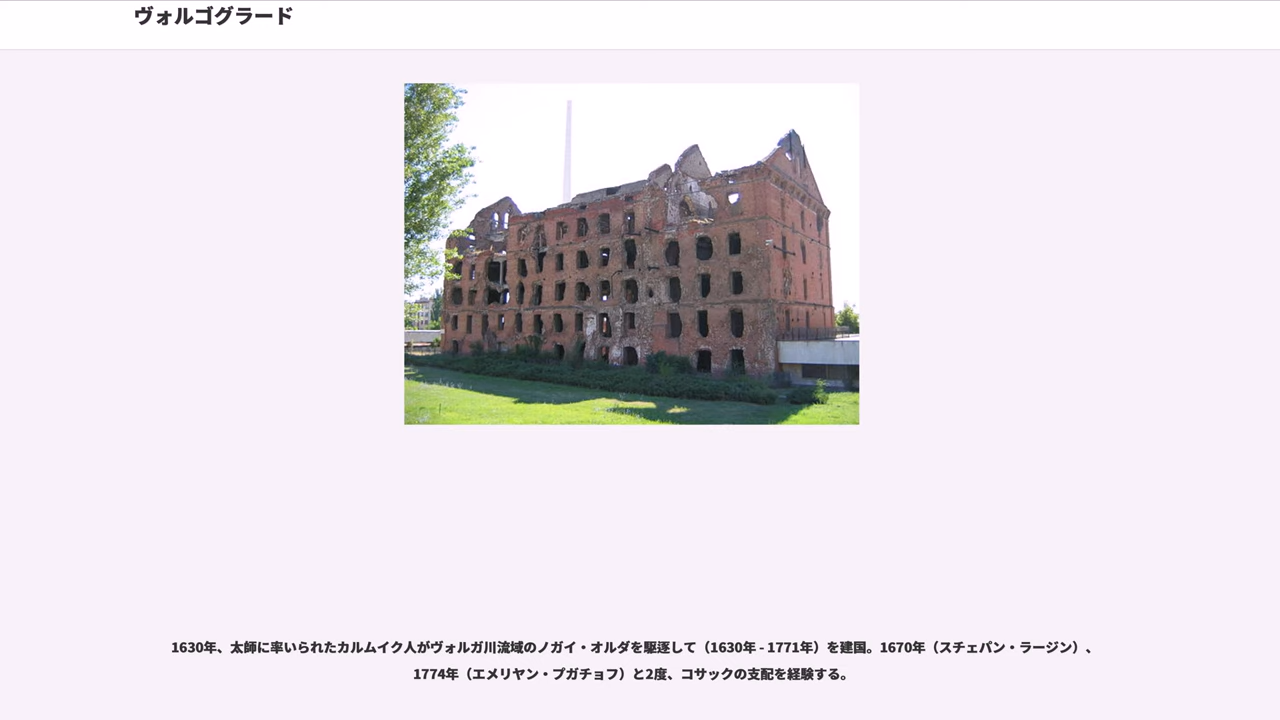 ヴォルゴグラード
1630年、太師に率いられたカルムイク人がヴォルガ川流域のノガイ・オルダを駆逐して（1630年 - 1771年）を建国。1670年（スチェパン・ラージン）、
1774年（エメリヤン・プガチョフ）と2度、コサックの支配を経験する。